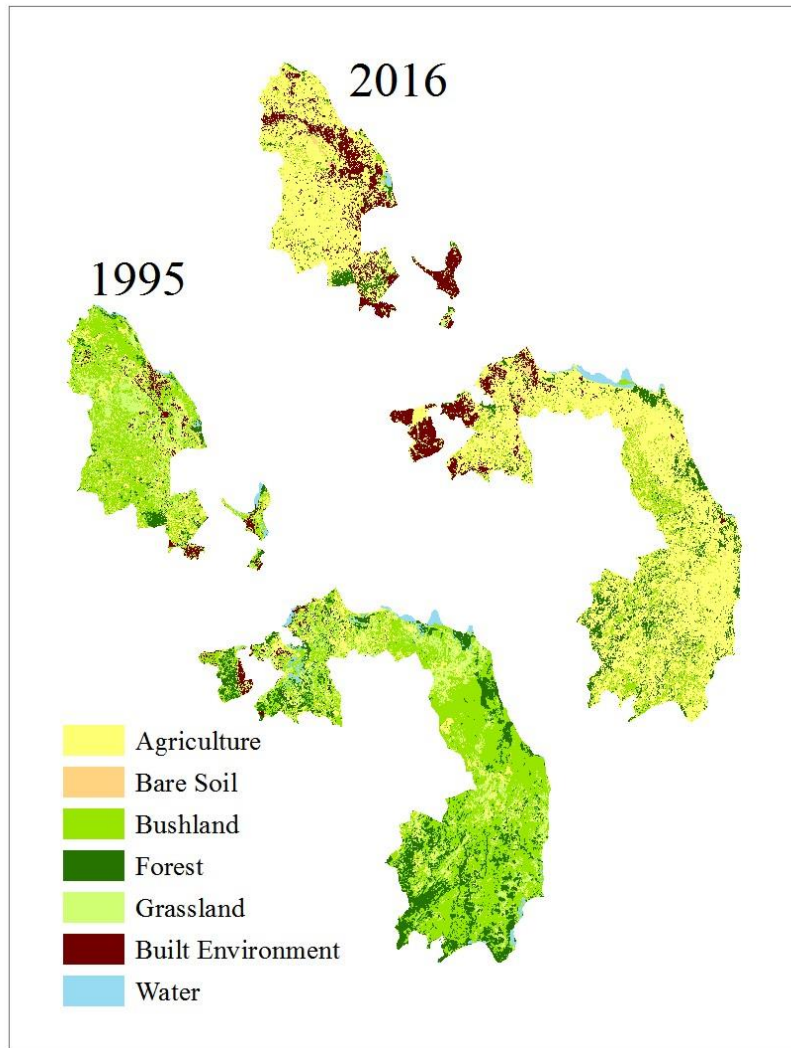 2016
1995
Agriculture
Bare Soil
Bushland
Forest
Grassland
Built Environment
Water